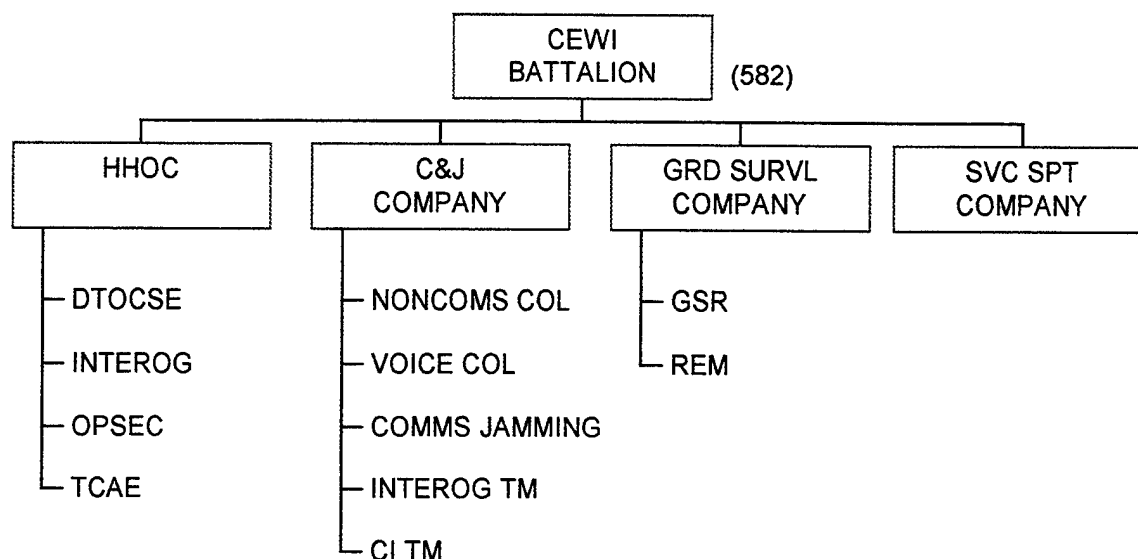 CEWI
BATTALION
(582)
HHOC
C&J
COMPANY
GRD SURVL
COMPANY
SVC SPT
COMPANY
DTOCSE
INTEROG
OPSEC
TCAE
NONCOMS COL
VOICE COL
COMMS JAMMING
INTEROG TM
CI TM
GSR
REM